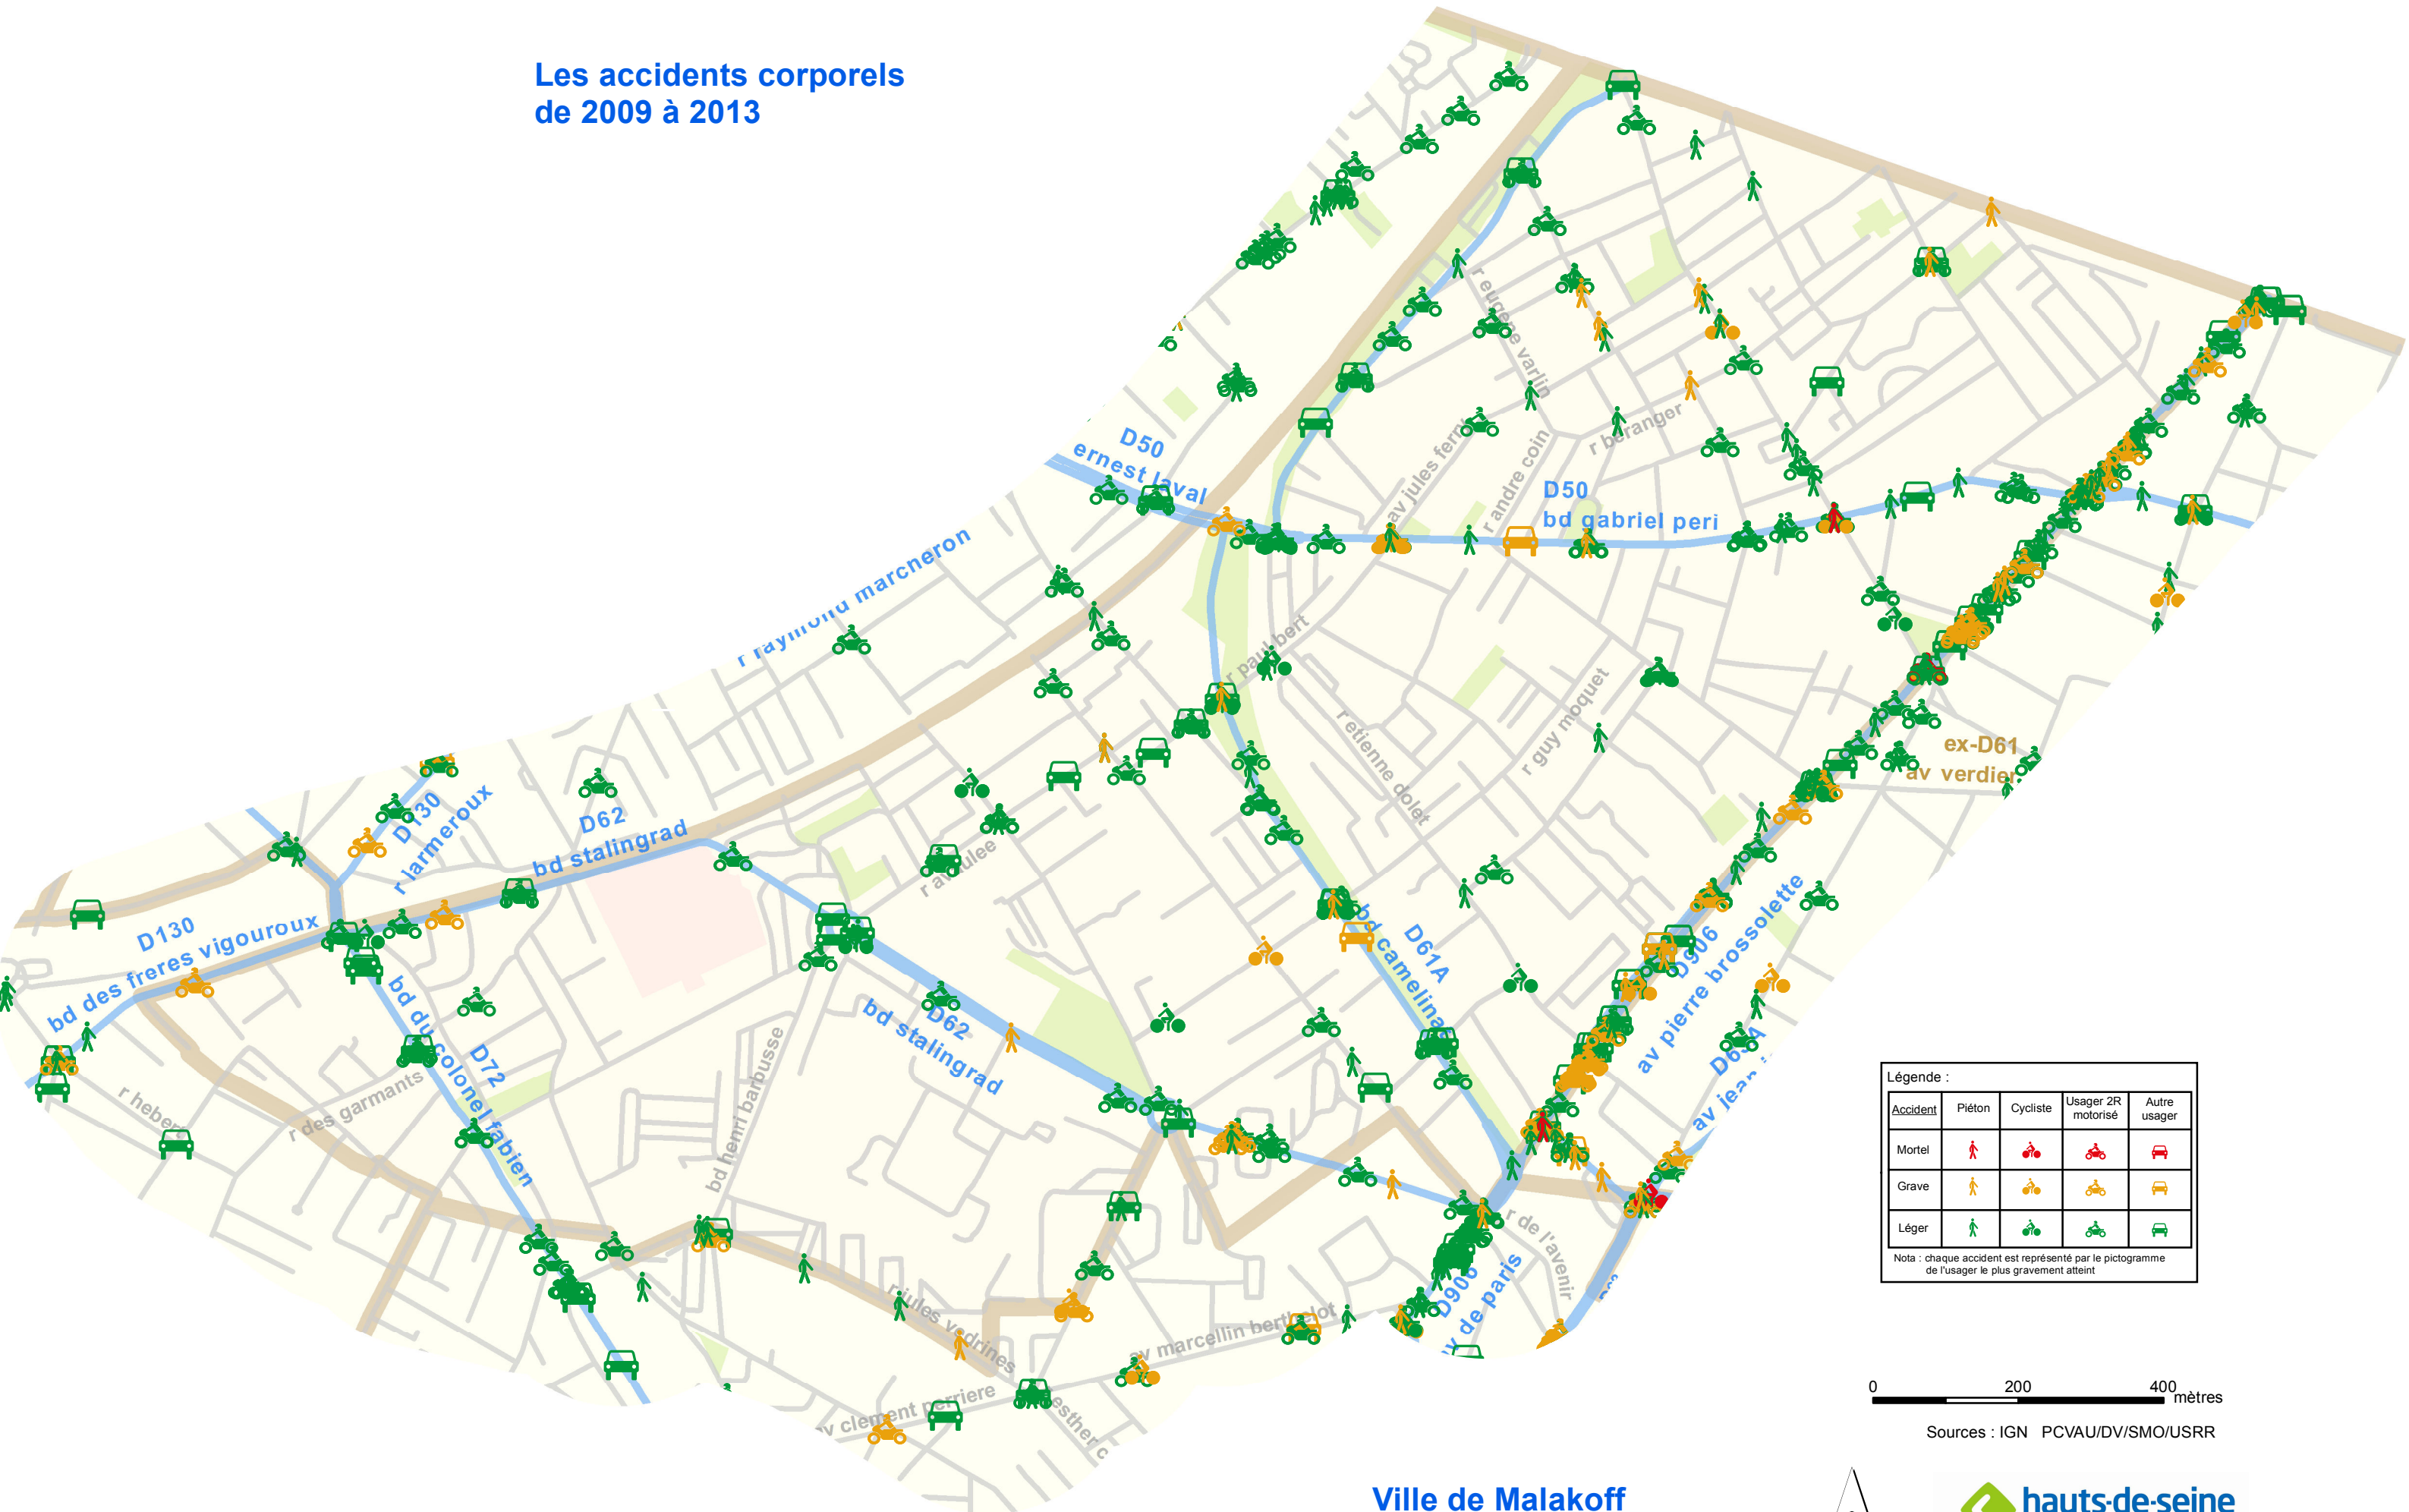 Les accidents corporels
de 2009 à 2013
r eugene varlin
D50
ernest laval
av jules ferry
r andre coin
r beranger
D50
bd gabriel peri
r raymond marcheron
r paul bert
r etienne dolet
r guy moquet
ex-D61
av verdier
D130
r larmeroux
D62
bd stalingrad
r avaulee
D130
bd des freres vigouroux
D61A
bd camelinat
D906
av pierre brossolette
D62
bd stalingrad
D72
bd du colonel fabien
r des garmants
bd henri barbusse
av jean
r de l'avenir
D906
de paris
r jules vedrines
av marcellin berthelot
av clement perriere
esther c
Légende :
Accident Piéton Cycliste Usager 2R motorisé Autre usager
Mortel
Grave
Léger
Nota : chaque accident est représenté par le pictogramme
de l'usager le plus gravement atteint
0 200 400 mètres
Sources : IGN PCVAU/DV/SMO/USRR
Ville de Malakoff
hauts-de-seine